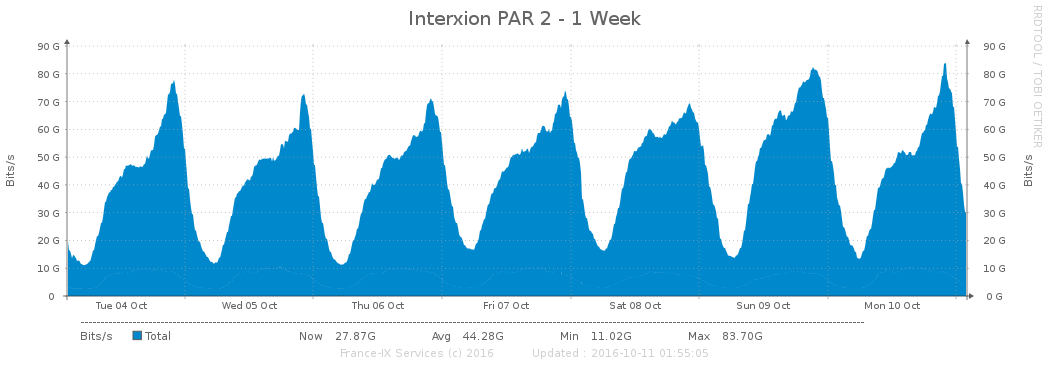 Interxion PAR 2 - 1 Week
RRDTOOL / TOBI OETIKER
Bits/s
90 G
80 G
70 G
60 G
50 G
40 G
30 G
20 G
10 G
0
90 G
80 G
70 G
60 G
50 G
40 G
30 G
20 G
10 G
0 G
Bits/s
Tue 04 Oct Wed 05 Oct Thu 06 Oct Fri 07 Oct Sat 08 Oct Sun 09 Oct Mon 10 Oct
Bits/s Total Now 27.87G Avg 44.28G Min 11.02G Max 83.70G
France-IX Services (c) 2016 Updated : 2016-10-11 01:55:05